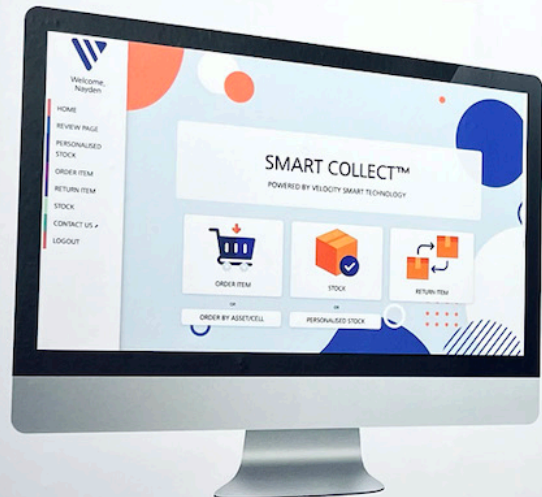 Welcome,
Nayden
HOME
REVIEW PAGE
PERSONALISED
STOCK
ORDER ITEM
RETURN ITEM
STOCK
CONTACT US
LOGOUT
SMART COLLECT™
POWERED BY VELOCITY SMART TECHNOLOGY
ORDER ITEM
STOCK
RETURN ITEM
OR
OR
ORDER BY ASSET/CELL
PERSONALISED STOCK